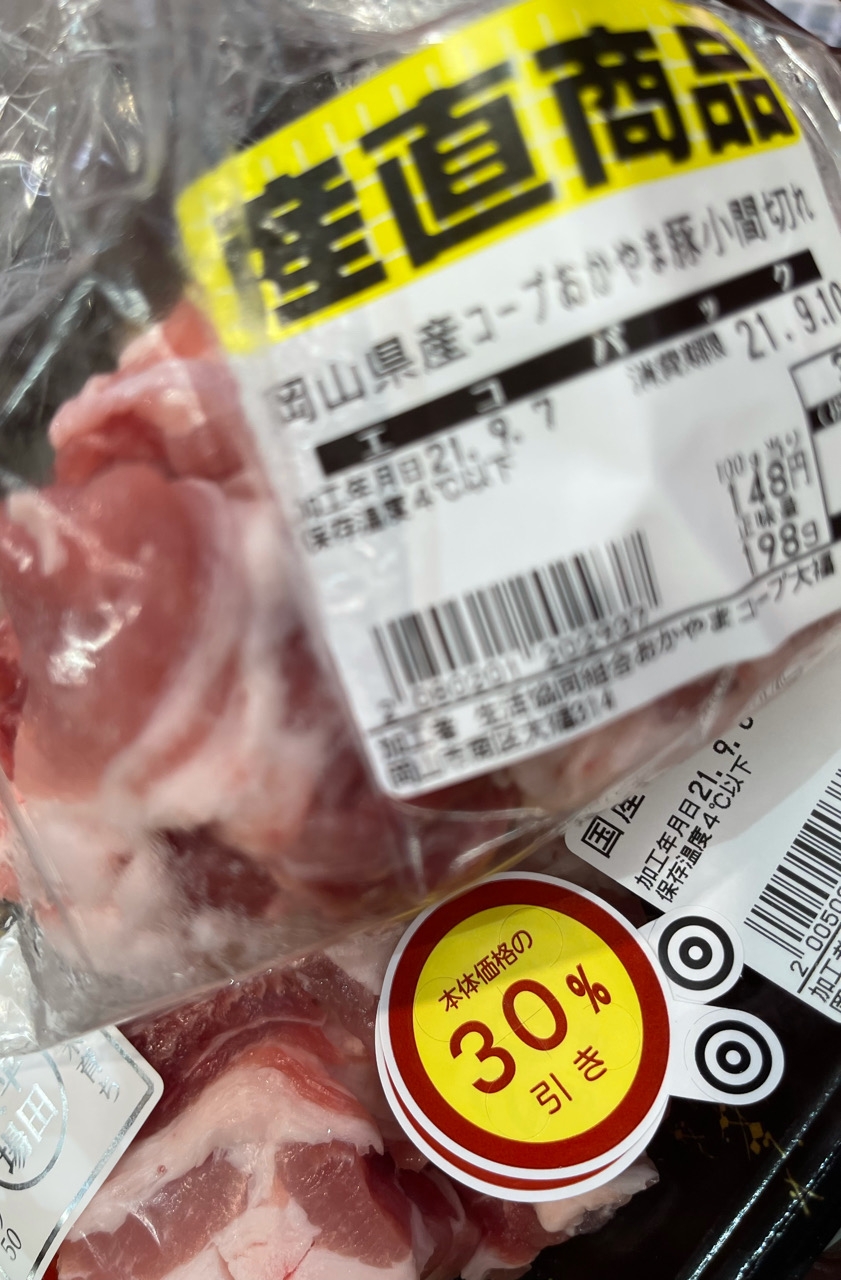 産直商品
岡山県産コープおかやま豚小間切れ
エコパック
消費期限 21.9.10
加工年月日21.9.7
保存温度4℃以下
100g当り
148円
正味量
198g
加工者 生活協同組合おかやま コープ大福
岡山市南区大福314
国産
加工年月日21.9.
保存温度4℃以下
2 0050
加工者
本体価格の
30%
引き
50